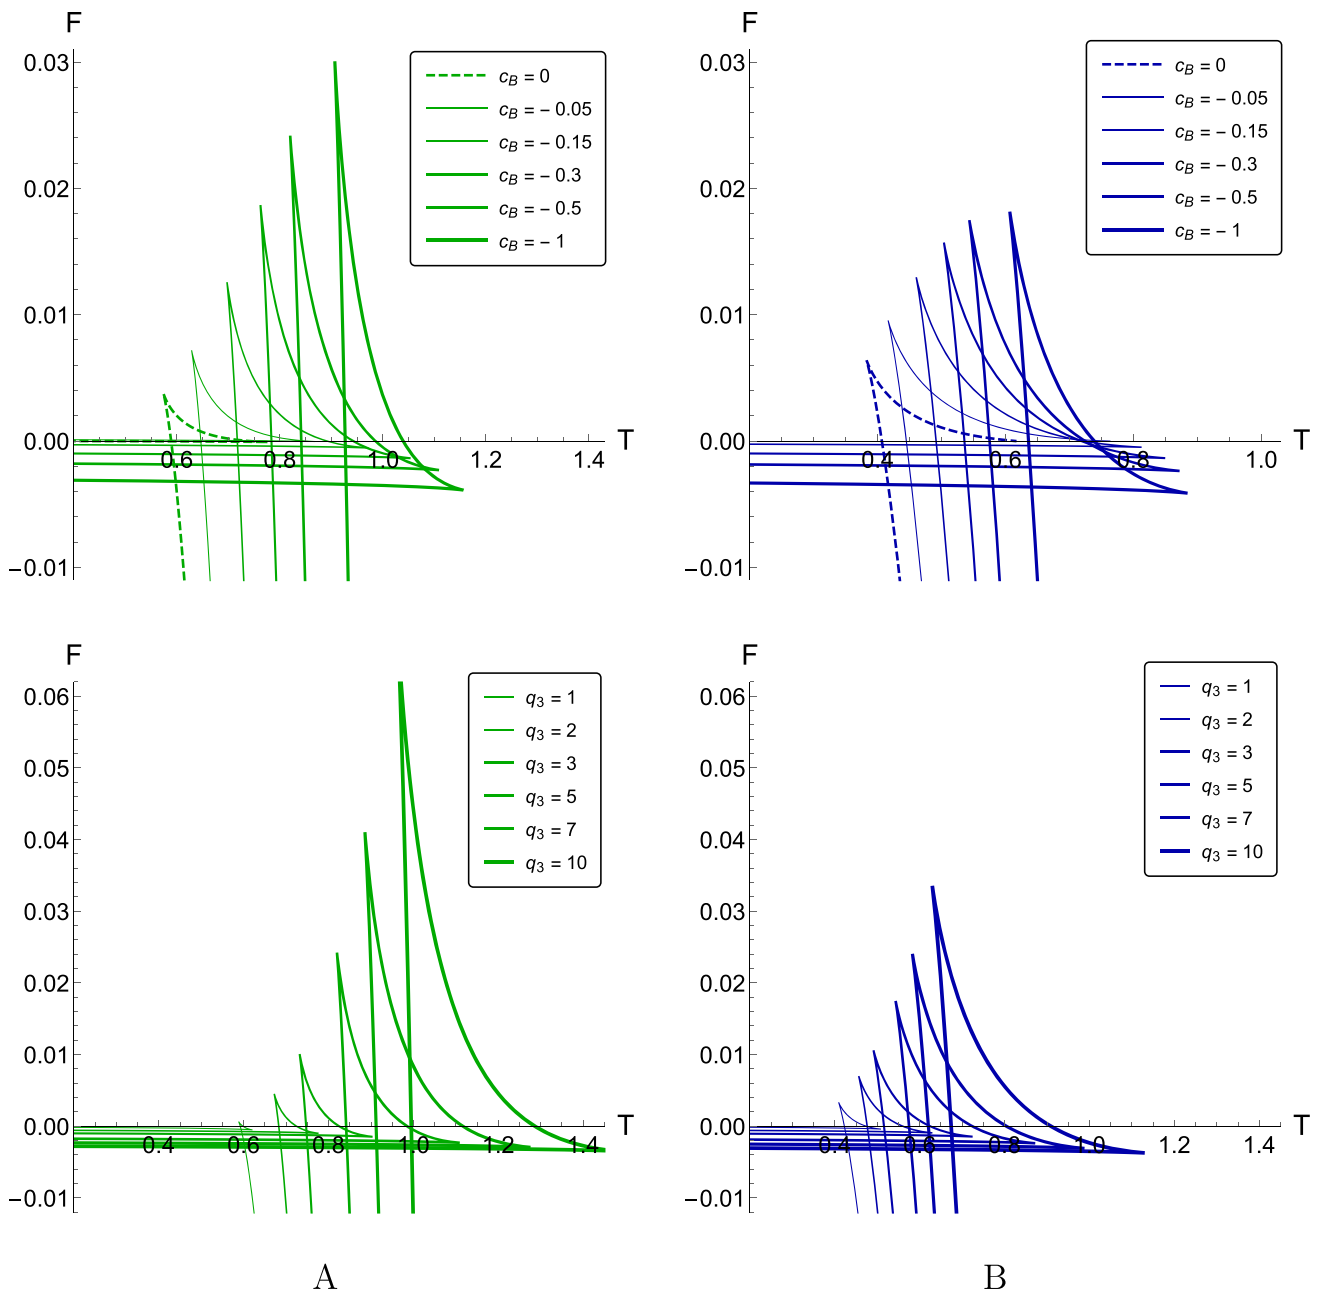 F
0.03
0.02
0.01
0.00
−0.01
0.6
0.8
1.0
1.2
1.4
T
c_B = 0
c_B = − 0.05
c_B = − 0.15
c_B = − 0.3
c_B = − 0.5
c_B = − 1
F
0.03
0.02
0.01
0.00
−0.01
0.4
0.6
0.8
1.0
T
c_B = 0
c_B = − 0.05
c_B = − 0.15
c_B = − 0.3
c_B = − 0.5
c_B = − 1
F
0.06
0.05
0.04
0.03
0.02
0.01
0.00
−0.01
0.4
0.6
0.8
1.0
1.2
1.4
T
q_3 = 1
q_3 = 2
q_3 = 3
q_3 = 5
q_3 = 7
q_3 = 10
F
0.06
0.05
0.04
0.03
0.02
0.01
0.00
−0.01
0.4
0.6
0.8
1.0
1.2
1.4
T
q_3 = 1
q_3 = 2
q_3 = 3
q_3 = 5
q_3 = 7
q_3 = 10
A
B